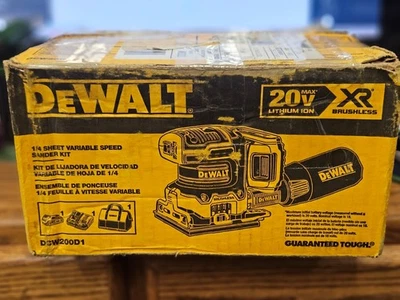 DEWALT
20V MAX XR
LITHIUM ION BRUSHLESS
1/4 SHEET VARIABLE SPEED
SANDER KIT
KIT DE LIJADORA DE VELOCIDAD
VARIABLE DE HOJA DE 1/4
ENSEMBLE DE PONCEUSE
1/4 FEUILLE À VITESSE VARIABLE
DEWALT
DEWALT
DCW200D1
GUARANTEED TOUGH.®